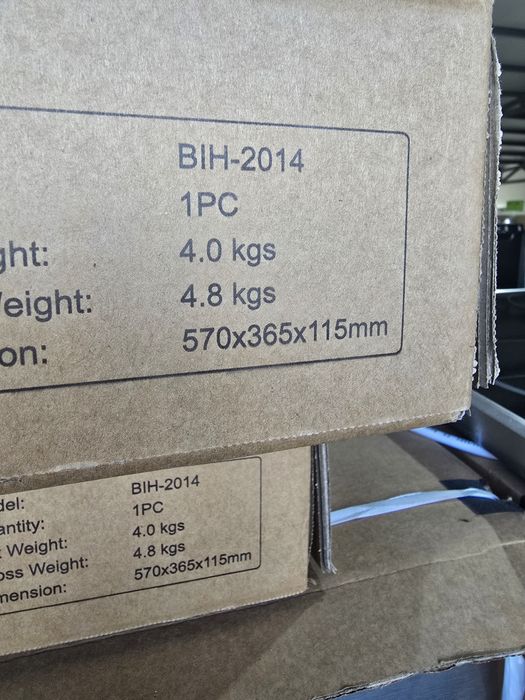 BIH-2014
1PC
ght: 4.0 kgs
eight: 4.8 kgs
on: 570x365x115mm
del: BIH-2014
antity: 1PC
t Weight: 4.0 kgs
oss Weight: 4.8 kgs
mension: 570x365x115mm